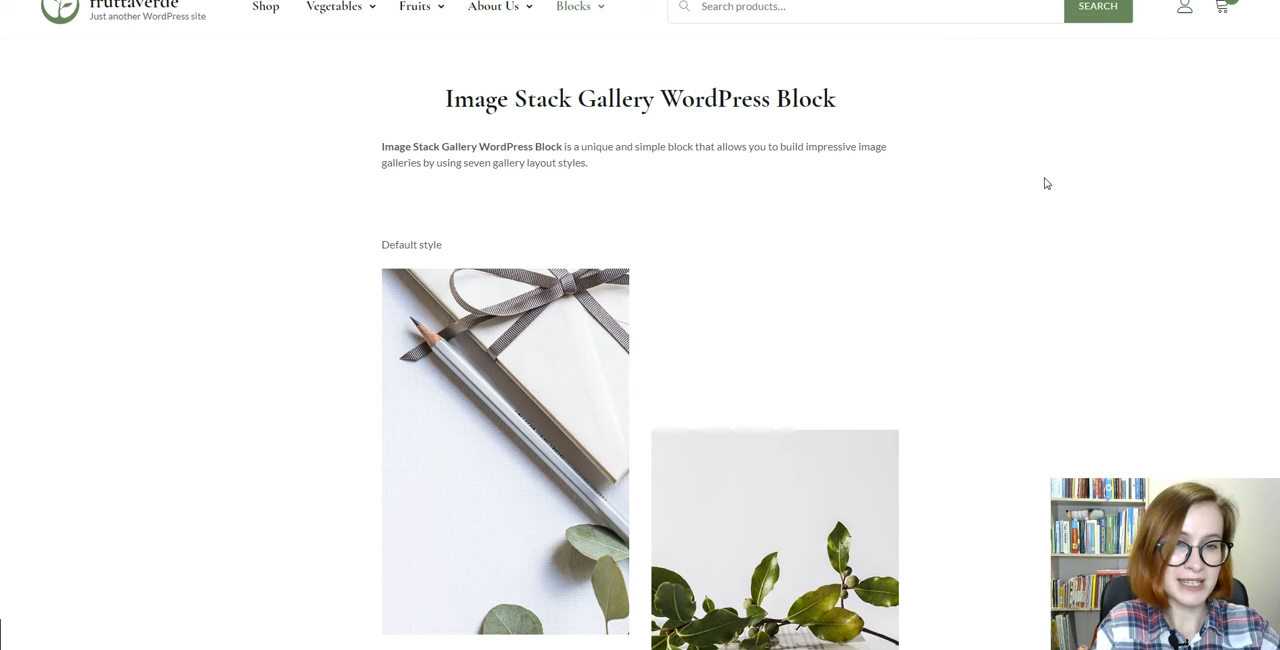 fruttaverde
Just another WordPress site
Shop Vegetables Fruits About Us Blocks
Search products...
SEARCH
Image Stack Gallery WordPress Block
Image Stack Gallery WordPress Block is a unique and simple block that allows you to build impressive image
galleries by using seven gallery layout styles.
Default style